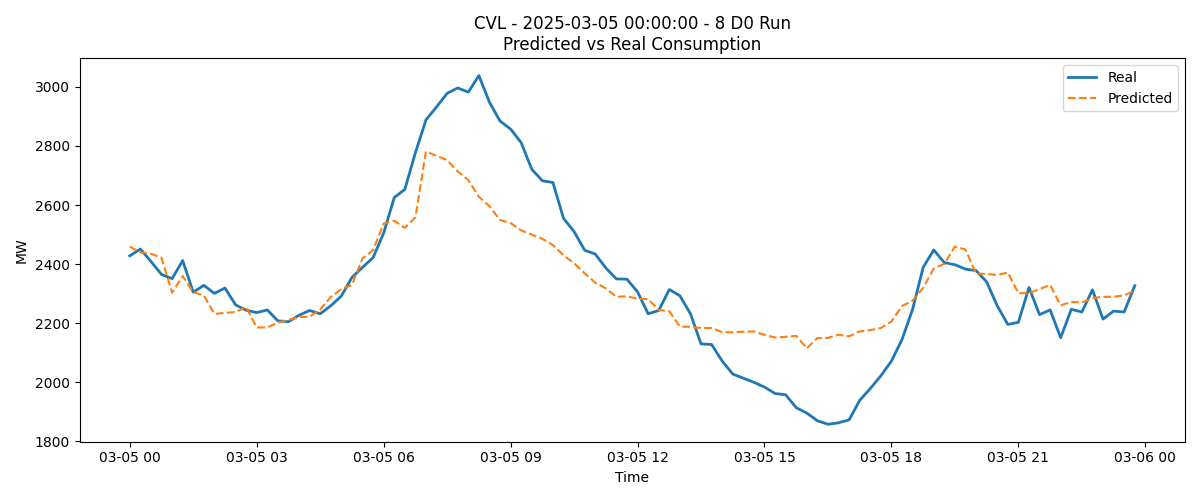 CVL - 2025-03-05 00:00:00 - 8 D0 Run
Predicted vs Real Consumption
Real
Predicted
MW
3000
2800
2600
2400
2200
2000
1800
03-05 00
03-05 03
03-05 06
03-05 09
03-05 12
03-05 15
03-05 18
03-05 21
03-06 00
Time